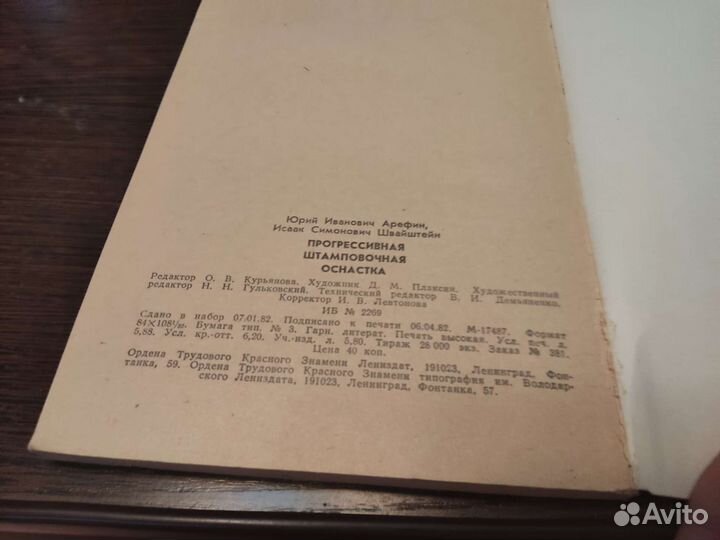 Юрий Иванович Арефин,
Исаак Симонович Швайштейн
ПРОГРЕССИВНАЯ
ШТАМПОВОЧНАЯ
ОСНАСТКА
Редактор О. В. Курьянова. Художник Д. М. Плаксин. Художественный
редактор Н. Н. Гульковский. Технический редактор В. И. Демьяненко.
Корректор И. В. Левтонова
ИБ № 2269
Сдано в набор 07.01.82. Подписано к печати 06.04.82. М-17487. Формат
84×108¹/₃₂. Бумага тип. № 3. Гарн. литерат. Печать высокая. Усл. печ. л.
5,88. Усл. кр.-отт. 6,20. Уч.-изд. л. 5,80. Тираж 28 000 экз. Заказ № 381.
Цена 40 коп.
Ордена Трудового Красного Знамени Лениздат, 191023, Ленинград, Фон-
танка, 59. Ордена Трудового Красного Знамени типография им. Володар-
ского Лениздата, 191023, Ленинград, Фонтанка, 57.
Avito